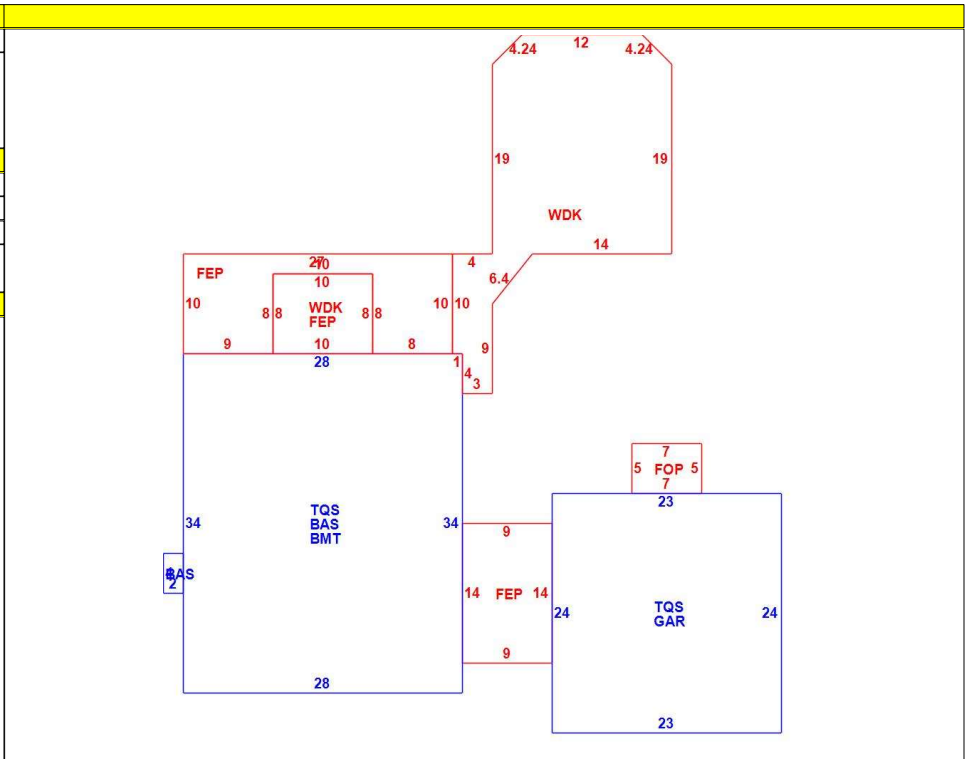 4.24 12 4.24
19 19
WDK
14
27 10 4
FEP 10 6.4
10 8 8 WDK 8 8 10 10
FEP
9 10 8 9
28 1
4
3
7
5 FOP 5
7
23
34 TQS 34
BAS
BMT
9
BAS
2
14 FEP 14 24 TQS 24
GAR
9
28
23